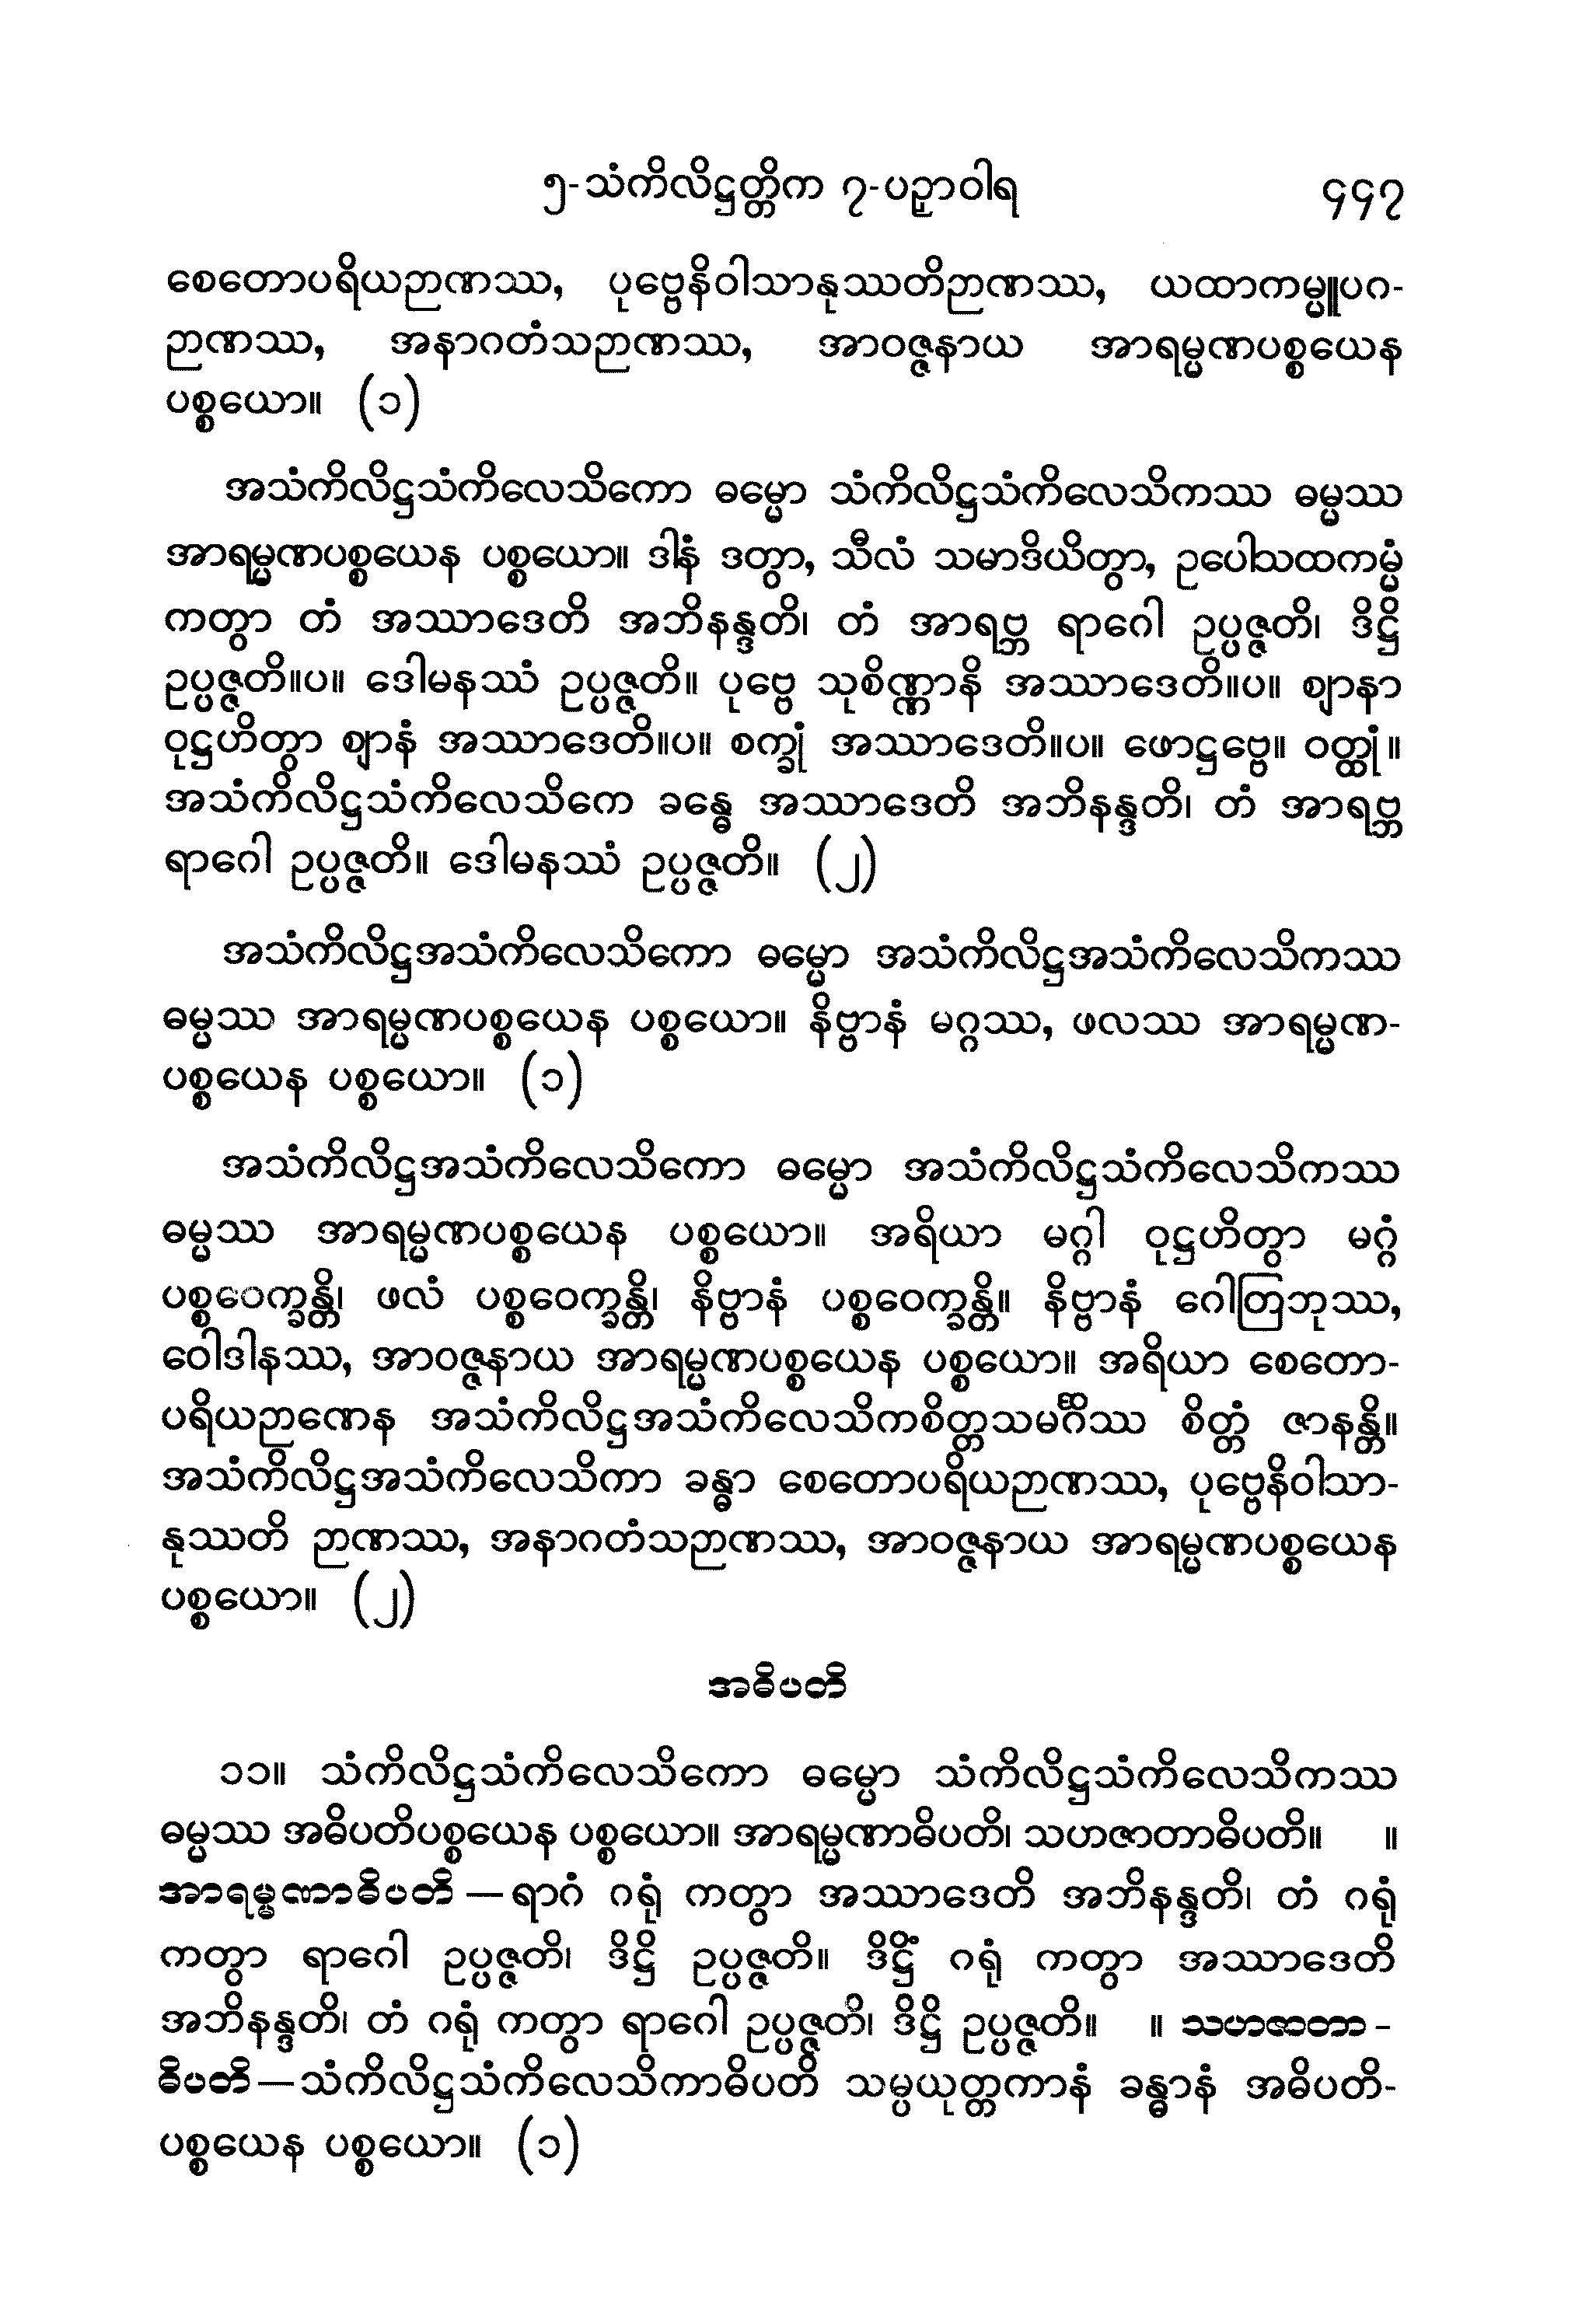 ၅-သံကိလိဋ္ဌတ္တိက ၇-ပဉှာဝါရ ၄၄၇
စေတောပရိယဉာဏဿ, ပုဗ္ဗေနိဝါသာနုဿတိဉာဏဿ, ယထာကမ္မူပဂ-
ဉာဏဿ, အနာဂတံသဉာဏဿ, အာဝဇ္ဇနာယ အာရမ္မဏပစ္စယေန
ပစ္စယော။ (၁)
အသံကိလိဋ္ဌသံကိလေသိကော ဓမ္မော သံကိလိဋ္ဌသံကိလေသိကဿ ဓမ္မဿ
အာရမ္မဏပစ္စယေန ပစ္စယော။ ဒါနံ ဒတွာ, သီလံ သမာဒိယိတွာ, ဥပေါသထကမ္မံ
ကတွာ တံ အဿာဒေတိ အဘိနန္ဒတိ၊ တံ အာရဗ္ဘ ရာဂေါ ဥပ္ပဇ္ဇတိ၊ ဒိဋ္ဌိ
ဥပ္ပဇ္ဇတိ။ပ။ ဒေါမနဿံ ဥပ္ပဇ္ဇတိ။ ပုဗ္ဗေ သုစိဏ္ဏာနိ အဿာဒေတိ။ပ။ ဈာနာ
ဝုဋ္ဌဟိတွာ ဈာနံ အဿာဒေတိ။ပ။ စက္ခုံ အဿာဒေတိ။ပ။ ဖောဋ္ဌဗ္ဗေ။ ဝတ္ထုံ။
အသံကိလိဋ္ဌသံကိလေသိကေ ခန္ဓေ အဿာဒေတိ အဘိနန္ဒတိ၊ တံ အာရဗ္ဘ
ရာဂေါ ဥပ္ပဇ္ဇတိ။ ဒေါမနဿံ ဥပ္ပဇ္ဇတိ။ (၂)
အသံကိလိဋ္ဌအသံကိလေသိကော ဓမ္မော အသံကိလိဋ္ဌအသံကိလေသိကဿ
ဓမ္မဿ အာရမ္မဏပစ္စယေန ပစ္စယော။ နိဗ္ဗာနံ မဂ္ဂဿ, ဖလဿ အာရမ္မဏ-
ပစ္စယေန ပစ္စယော။ (၁)
အသံကိလိဋ္ဌအသံကိလေသိကော ဓမ္မော အသံကိလိဋ္ဌသံကိလေသိကဿ
ဓမ္မဿ အာရမ္မဏပစ္စယေန ပစ္စယော။ အရိယာ မဂ္ဂါ ဝုဋ္ဌဟိတွာ မဂ္ဂံ
ပစ္စဝေက္ခန္တိ၊ ဖလံ ပစ္စဝေက္ခန္တိ၊ နိဗ္ဗာနံ ပစ္စဝေက္ခန္တိ။ နိဗ္ဗာနံ ဂေါတြဘုဿ,
ဝေါဒါနဿ, အာဝဇ္ဇနာယ အာရမ္မဏပစ္စယေန ပစ္စယော။ အရိယာ စေတော-
ပရိယဉာဏေန အသံကိလိဋ္ဌအသံကိလေသိကစိတ္တသမင်္ဂိဿ စိတ္တံ ဇာနန္တိ။
အသံကိလိဋ္ဌအသံကိလေသိကာ ခန္ဓာ စေတောပရိယဉာဏဿ, ပုဗ္ဗေနိဝါသာ-
နုဿတိ ဉာဏဿ, အနာဂတံသဉာဏဿ, အာဝဇ္ဇနာယ အာရမ္မဏပစ္စယေန
ပစ္စယော။ (၂)
အဓိပတိ
၁၁။ သံကိလိဋ္ဌသံကိလေသိကော ဓမ္မော သံကိလိဋ္ဌသံကိလေသိကဿ
ဓမ္မဿ အဓိပတိပစ္စယေန ပစ္စယော။ အာရမ္မဏာဓိပတိ၊ သဟဇာတာဓိပတိ။ ။
အာရမ္မဏာဓိပတိ — ရာဂံ ဂရုံ ကတွာ အဿာဒေတိ အဘိနန္ဒတိ၊ တံ ဂရုံ
ကတွာ ရာဂေါ ဥပ္ပဇ္ဇတိ၊ ဒိဋ္ဌိ ဥပ္ပဇ္ဇတိ။ ဒိဋ္ဌိံ ဂရုံ ကတွာ အဿာဒေတိ
အဘိနန္ဒတိ၊ တံ ဂရုံ ကတွာ ရာဂေါ ဥပ္ပဇ္ဇတိ၊ ဒိဋ္ဌိ ဥပ္ပဇ္ဇတိ။ ။ သဟဇာတာ-
ဓိပတိ — သံကိလိဋ္ဌသံကိလေသိကာဓိပတိ သမ္ပယုတ္တကာနံ ခန္ဓာနံ အဓိပတိ-
ပစ္စယေန ပစ္စယော။ (၁)